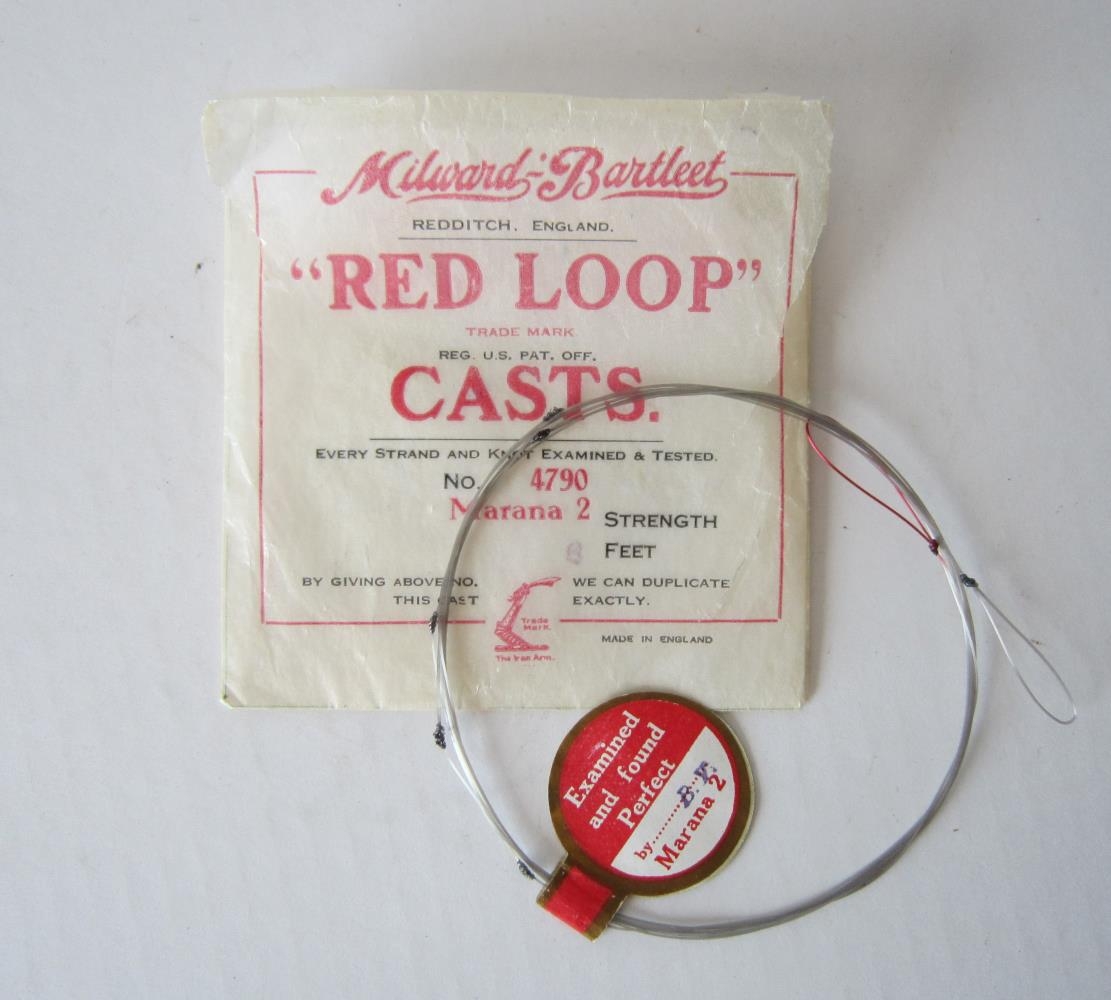 Milward-Bartleet
REDDITCH. ENGLAND.
"RED LOOP"
TRADE MARK
REG. U.S. PAT. OFF.
CASTS.
EVERY STRAND AND KNOT EXAMINED & TESTED.
No. 4790
Marana 2 STRENGTH
FEET
BY GIVING ABOVE NO. WE CAN DUPLICATE
THIS CAST EXACTLY.
Trade
Mark.
The Iron Arm.
MADE IN ENGLAND
Examined
and found
Perfect
by..........B.V.
Marana 2